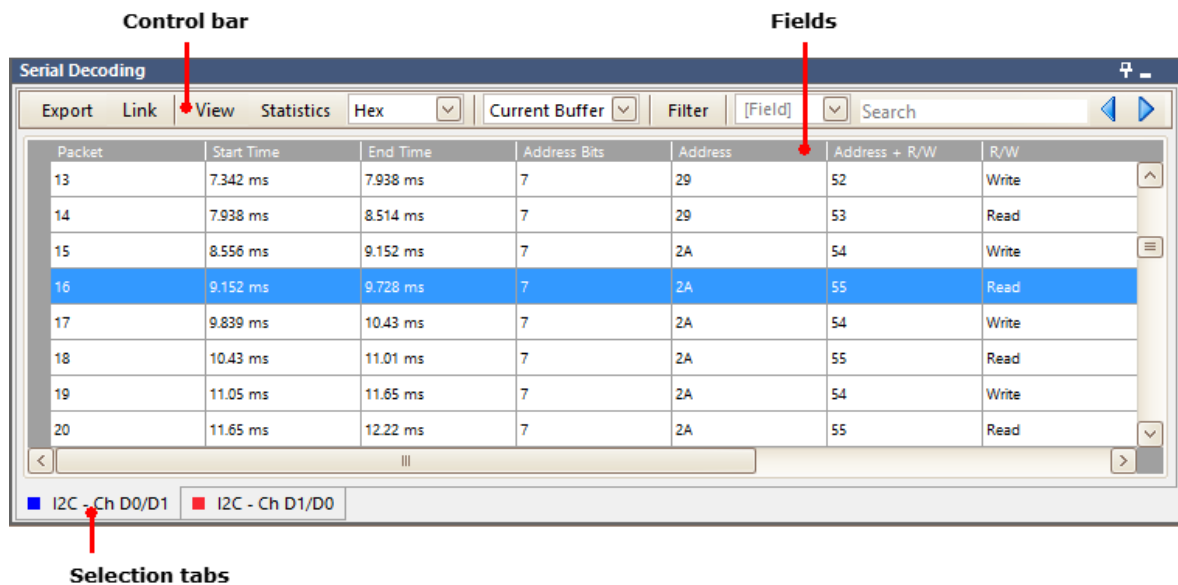 Control bar Fields
Serial Decoding
Export Link View Statistics Hex Current Buffer Filter [Field] Search
Packet Start Time End Time Address Bits Address Address + R/W R/W
13 7.342 ms 7.938 ms 7 29 52 Write
14 7.938 ms 8.514 ms 7 29 53 Read
15 8.556 ms 9.152 ms 7 2A 54 Write
16 9.152 ms 9.728 ms 7 2A 55 Read
17 9.839 ms 10.43 ms 7 2A 54 Write
18 10.43 ms 11.01 ms 7 2A 55 Read
19 11.05 ms 11.65 ms 7 2A 54 Write
20 11.65 ms 12.22 ms 7 2A 55 Read
I2C - Ch D0/D1 I2C - Ch D1/D0
Selection tabs